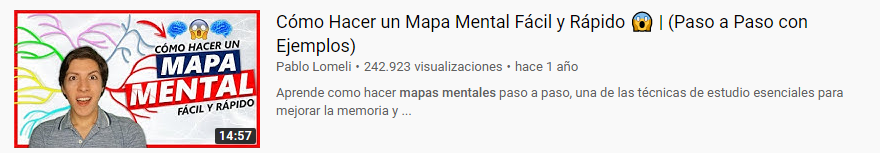 CÓMO HACER UN
MAPA
MENTAL
FÁCIL Y RÁPIDO
14:57
Cómo Hacer un Mapa Mental Fácil y Rápido 😱 | (Paso a Paso con
Ejemplos)
Pablo Lomeli • 242.923 visualizaciones • hace 1 año
Aprende como hacer mapas mentales paso a paso, una de las técnicas de estudio esenciales para
mejorar la memoria y ...